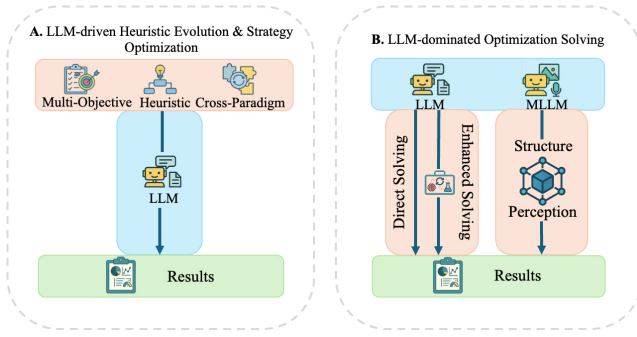 A. LLM-driven Heuristic Evolution & Strategy
Optimization
Multi-Objective Heuristic Cross-Paradigm
LLM
Results
B. LLM-dominated Optimization Solving
LLM MLLM
Direct Solving
Enhanced Solving
Structure
Perception
Results